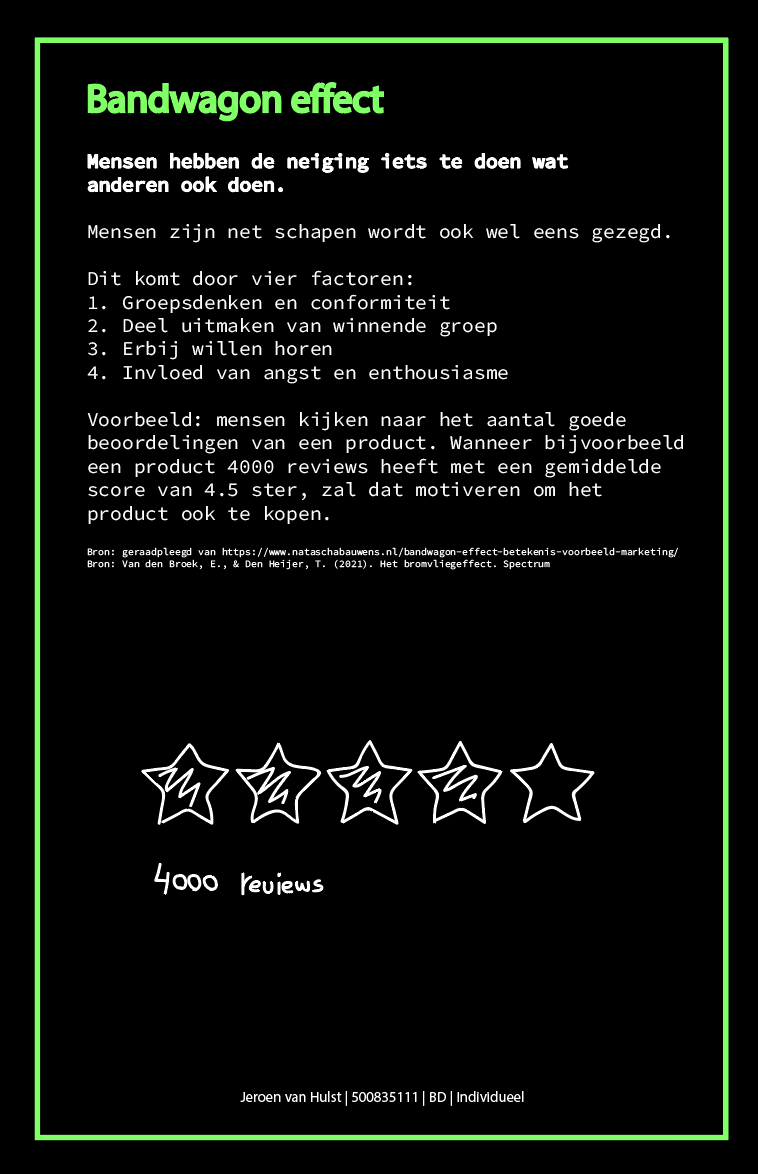 Bandwagon effect
Mensen hebben de neiging iets te doen wat
anderen ook doen.
Mensen zijn net schapen wordt ook wel eens gezegd.
Dit komt door vier factoren:
1. Groepsdenken en conformiteit
2. Deel uitmaken van winnende groep
3. Erbij willen horen
4. Invloed van angst en enthousiasme
Voorbeeld: mensen kijken naar het aantal goede
beoordelingen van een product. Wanneer bijvoorbeeld
een product 4000 reviews heeft met een gemiddelde
score van 4.5 ster, zal dat motiveren om het
product ook te kopen.
Bron: geraadpleegd van https://www.nataschabauwens.nl/bandwagon-effect-betekenis-voorbeeld-marketing/
Bron: Van den Broek, E., & Den Heijer, T. (2021). Het bromvliegeffect. Spectrum
4000 reviews
Jeroen van Hulst | 500835111 | BD | Individueel